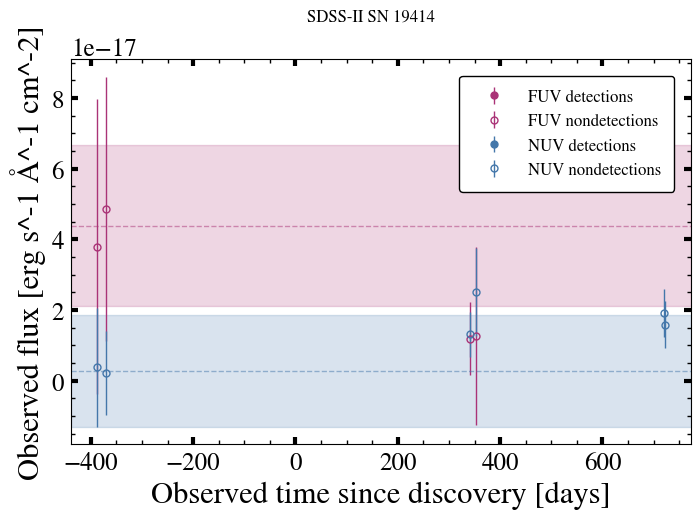 SDSS-II SN 19414
1e−17
Observed flux [erg s^-1 Å^-1 cm^-2]
8
6
4
2
0
FUV detections
FUV nondetections
NUV detections
NUV nondetections
−400 −200 0 200 400 600
Observed time since discovery [days]